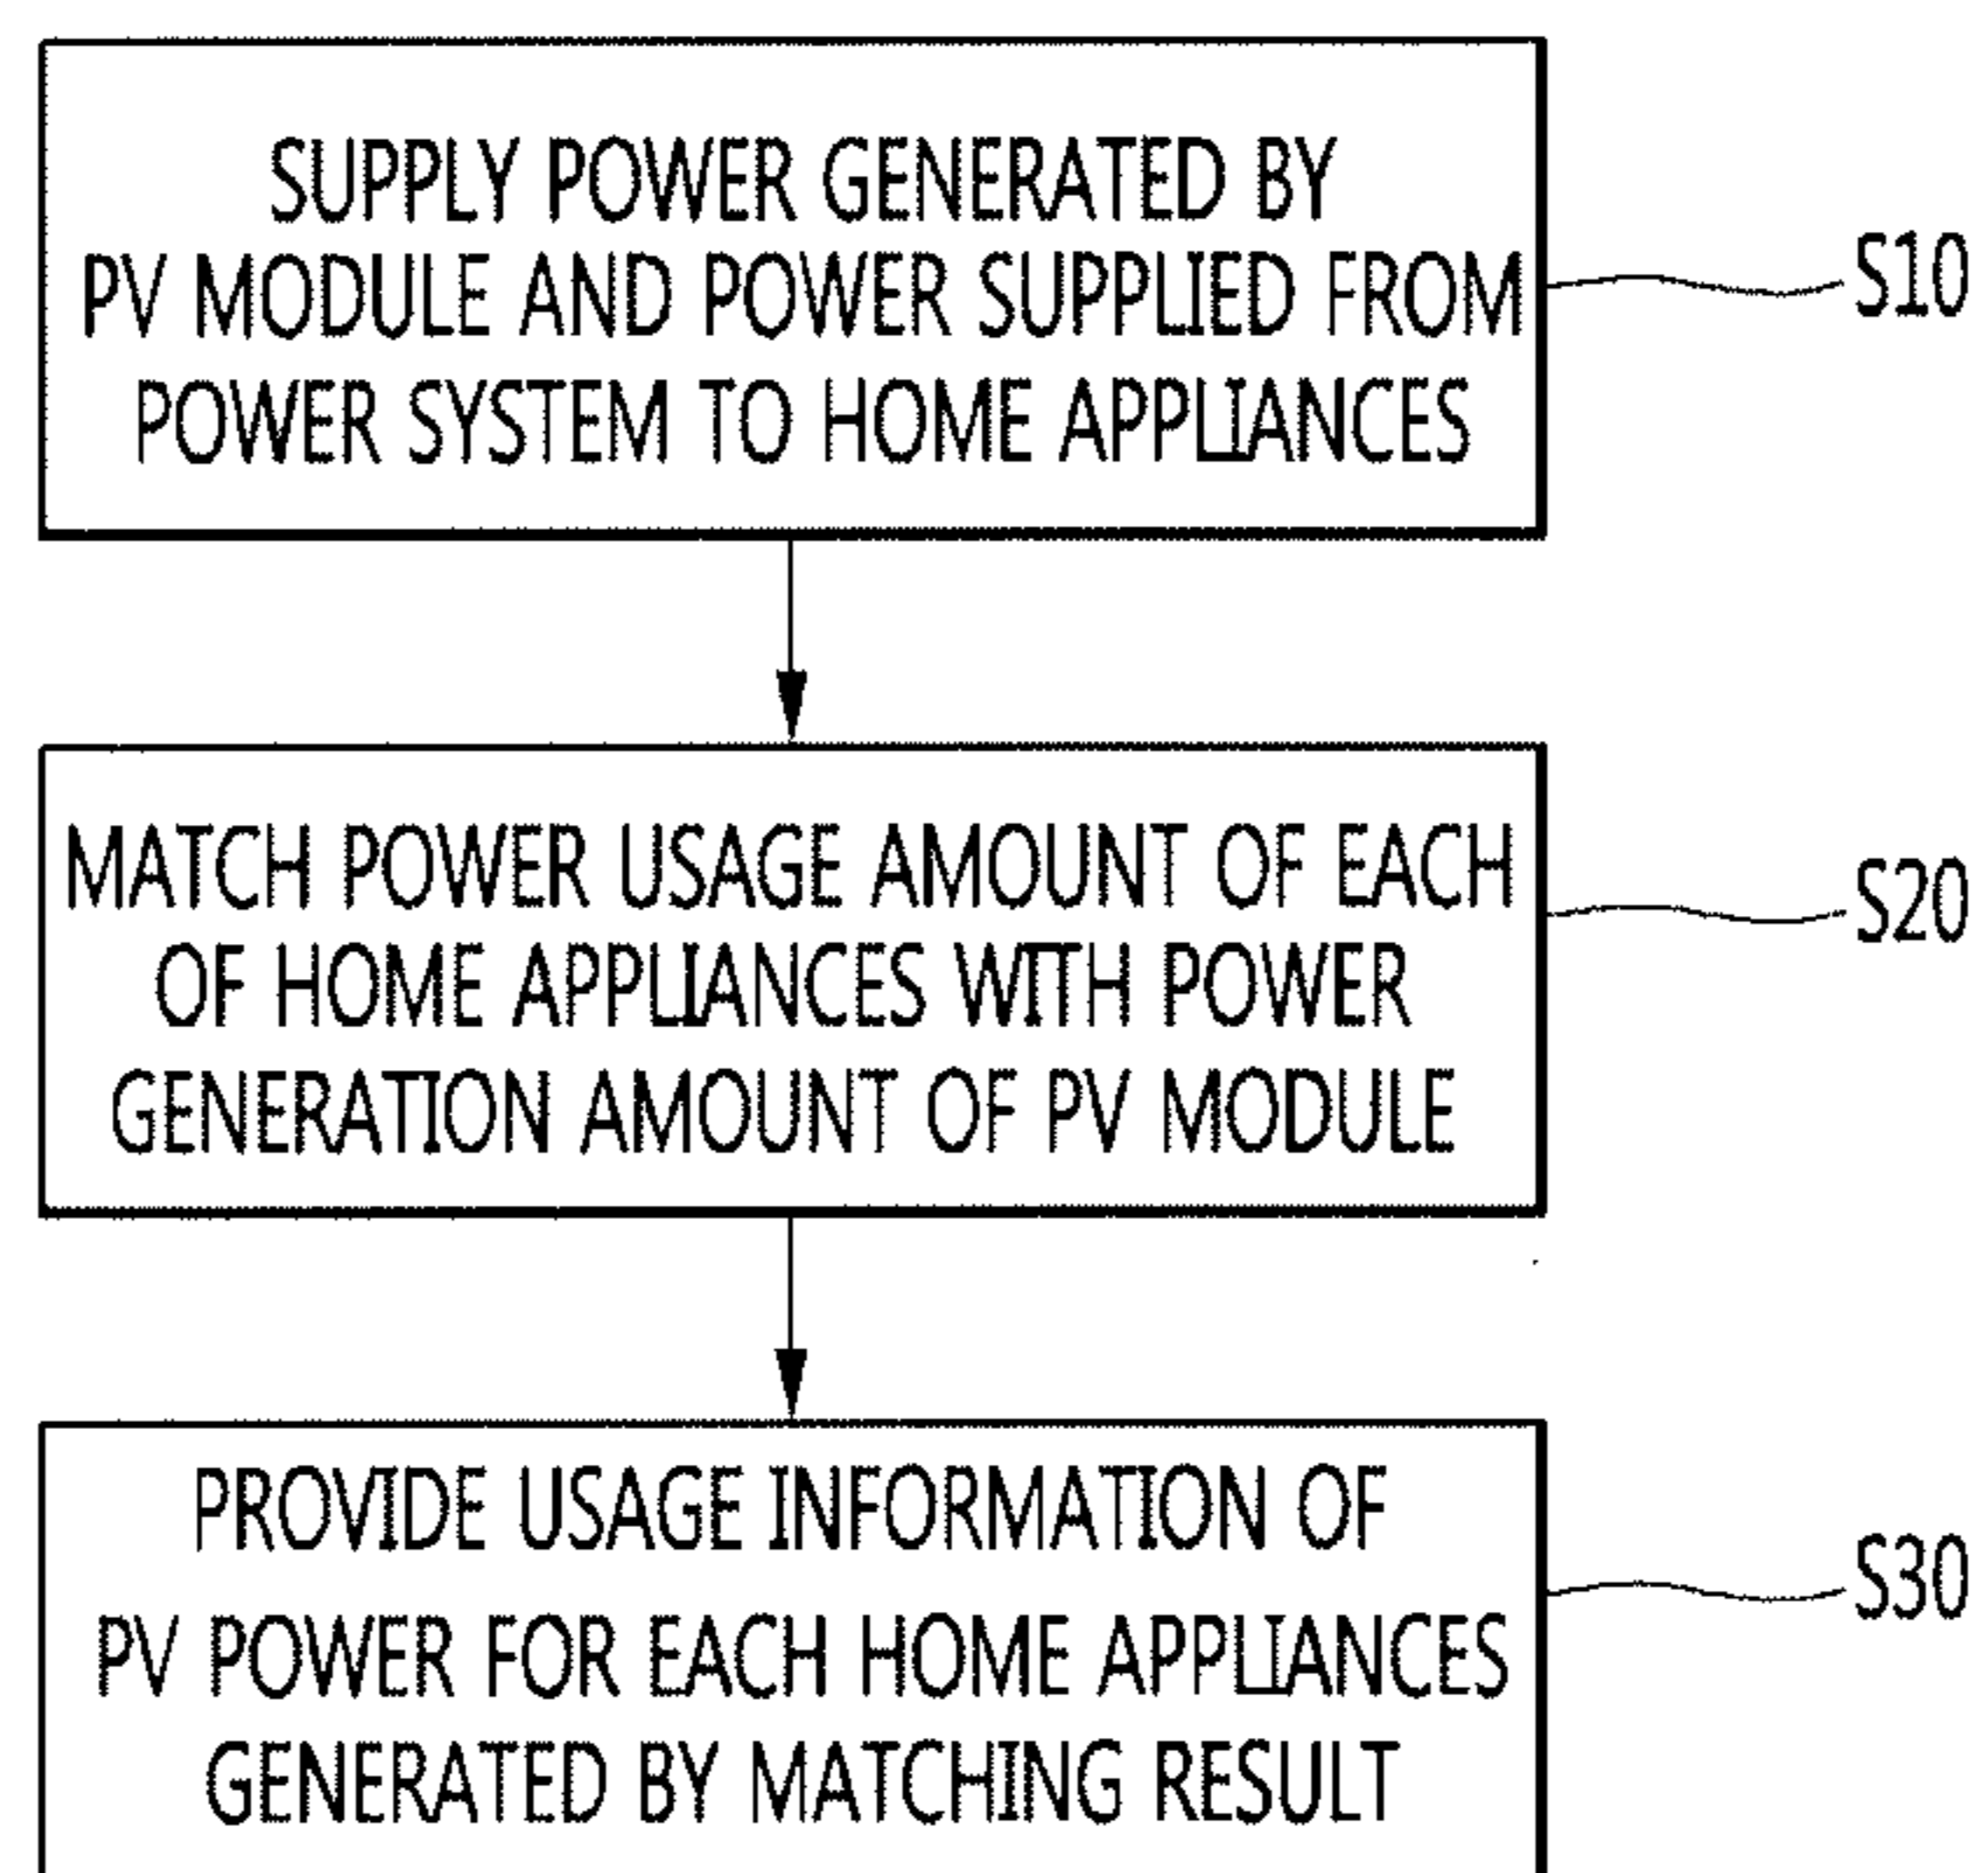 SUPPLY POWER GENERATED BY
PV MODULE AND POWER SUPPLIED FROM
POWER SYSTEM TO HOME APPLIANCES
S10
MATCH POWER USAGE AMOUNT OF EACH
OF HOME APPLIANCES WITH POWER
GENERATION AMOUNT OF PV MODULE
S20
PROVIDE USAGE INFORMATION OF
PV POWER FOR EACH HOME APPLIANCES
GENERATED BY MATCHING RESULT
S30